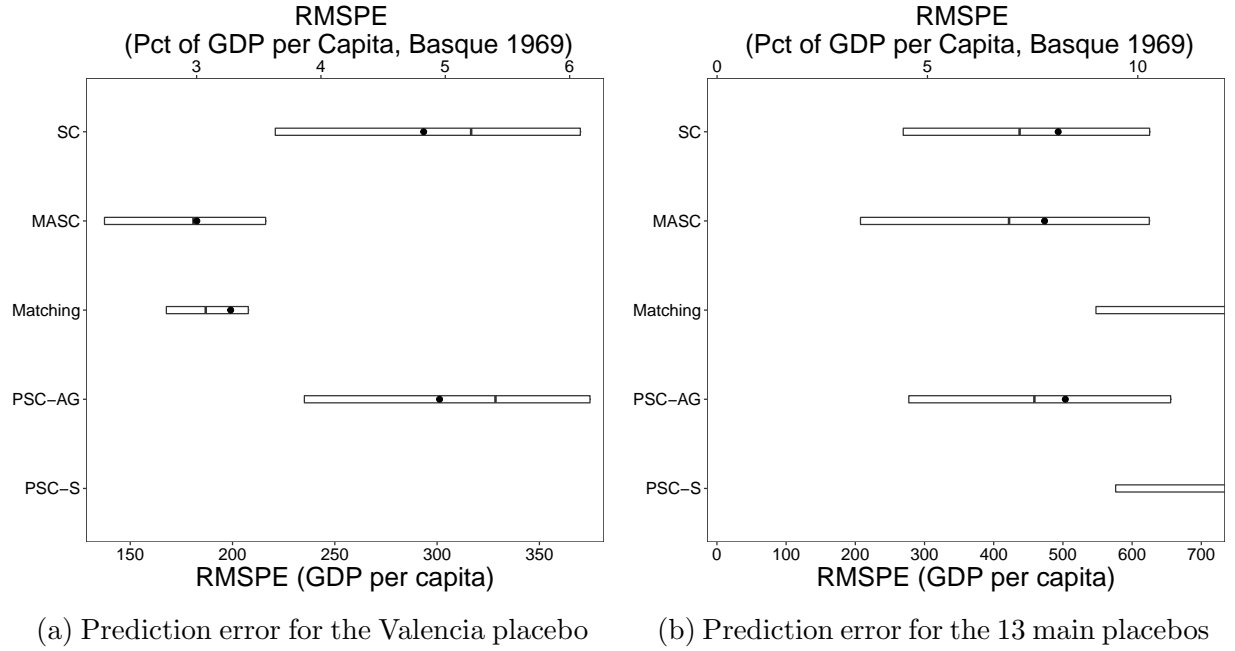 RMSPE
(Pct of GDP per Capita, Basque 1969)
3 4 5 6
SC
MASC
Matching
PSC−AG
PSC−S
150 200 250 300 350
RMSPE (GDP per capita)
(a) Prediction error for the Valencia placebo
RMSPE
(Pct of GDP per Capita, Basque 1969)
0 5 10
SC
MASC
Matching
PSC−AG
PSC−S
0 100 200 300 400 500 600 700
RMSPE (GDP per capita)
(b) Prediction error for the 13 main placebos